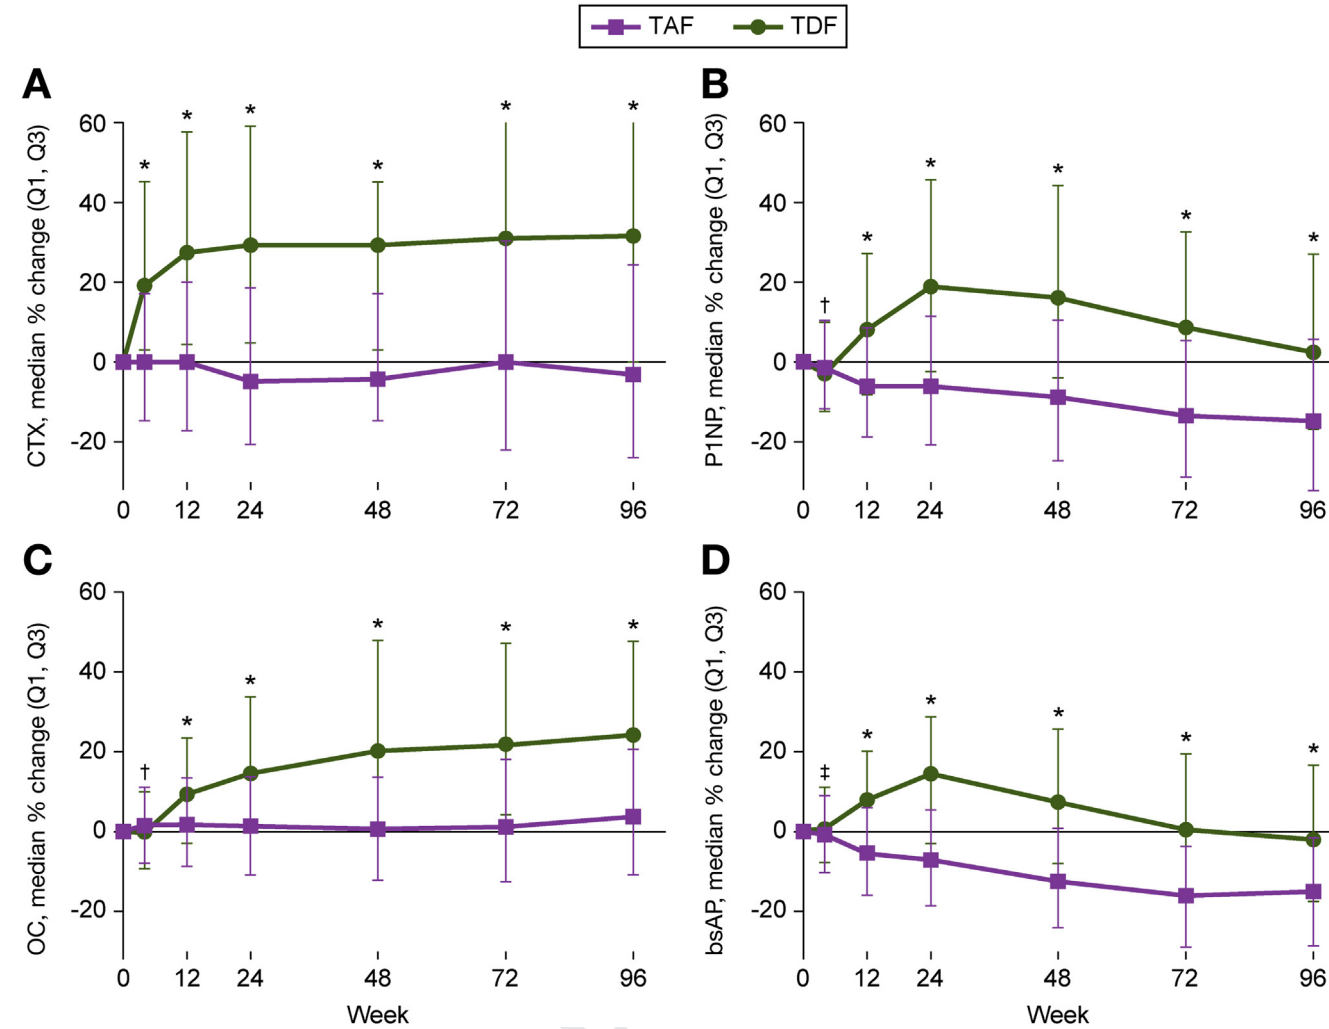 TAF TDF
A
CTX, median % change (Q1, Q3)
60
40
20
0
-20
* * * * * *
0 12 24 48 72 96
B
P1NP, median % change (Q1, Q3)
60
40
20
0
-20
† * * * * *
0 12 24 48 72 96
C
OC, median % change (Q1, Q3)
60
40
20
0
-20
† * * * * *
0 12 24 48 72 96
Week
D
bsAP, median % change (Q1, Q3)
60
40
20
0
-20
‡ * * * * *
0 12 24 48 72 96
Week